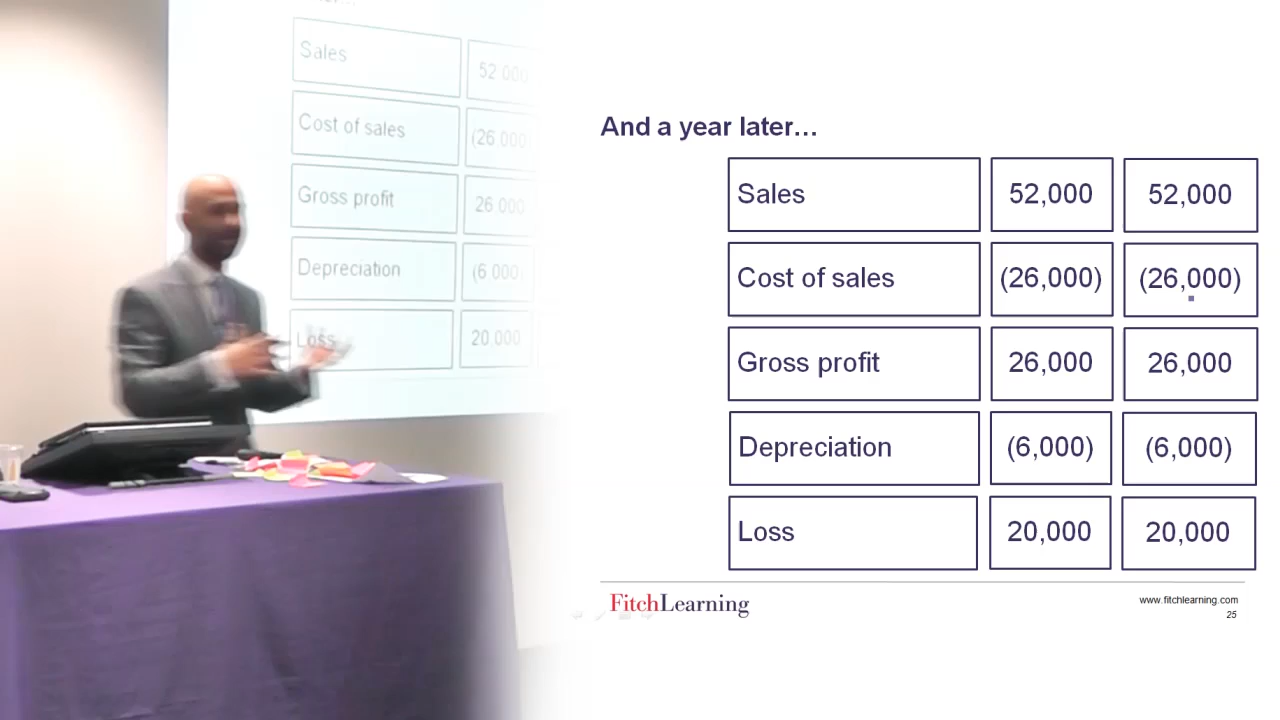 Sales
52 000
Cost of sales
(26 000
Gross profit
26 000
Depreciation
(6 000)
Loss
20,000
And a year later…
Sales 52,000 52,000
Cost of sales (26,000) (26,000)
Gross profit 26,000 26,000
Depreciation (6,000) (6,000)
Loss 20,000 20,000
FitchLearning
www.fitchlearning.com
25